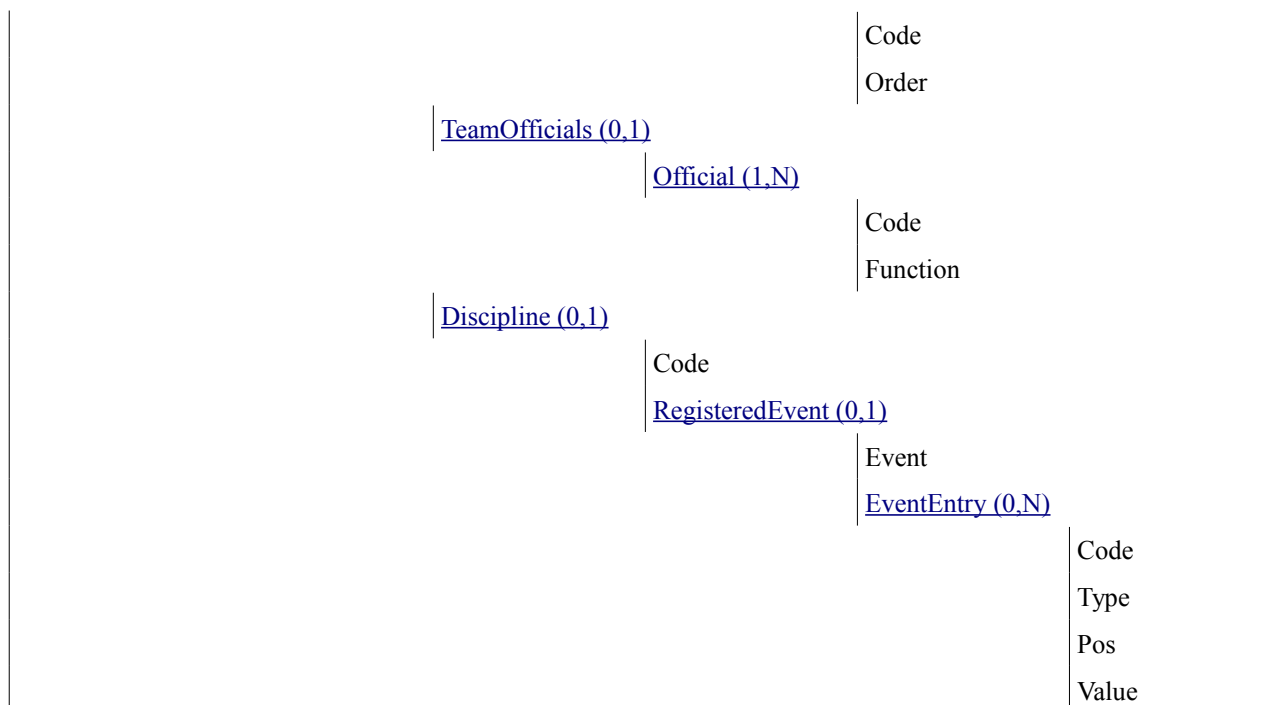 Code
Order
TeamOfficials (0,1)
Official (1,N)
Code
Function
Discipline (0,1)
Code
RegisteredEvent (0,1)
Event
EventEntry (0,N)
Code
Type
Pos
Value